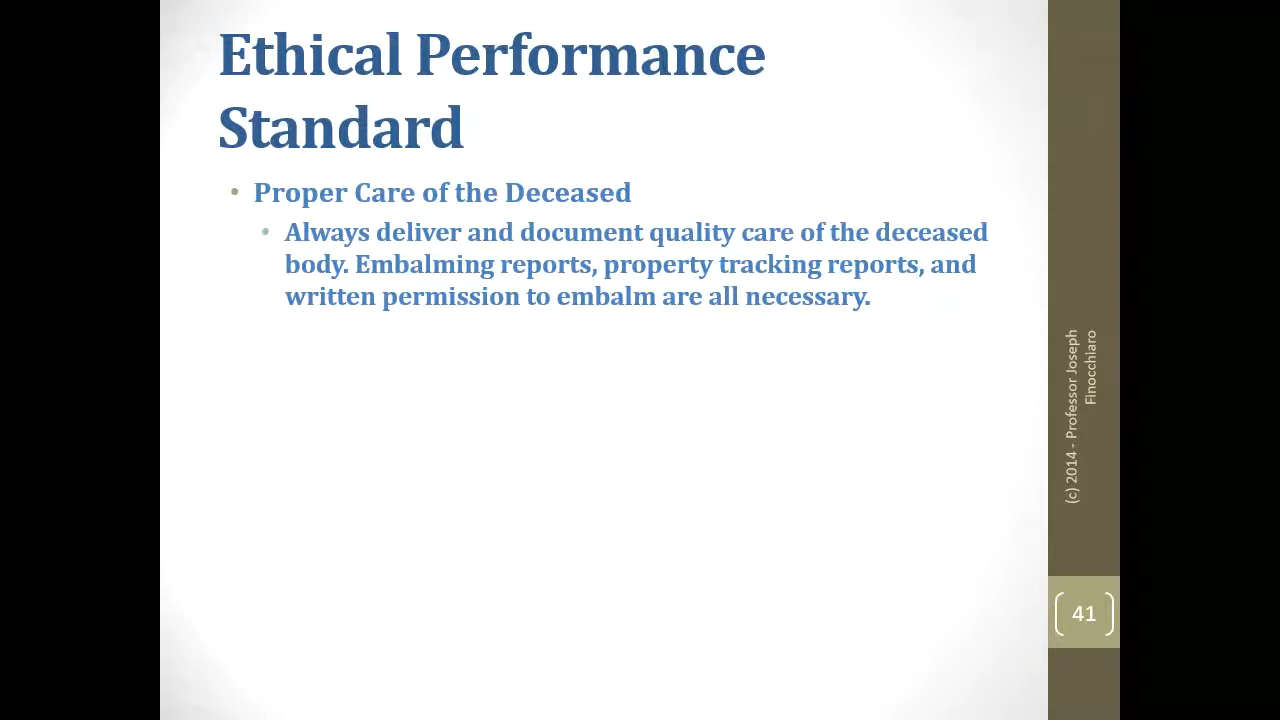 Ethical Performance
Standard
• Proper Care of the Deceased
• Always deliver and document quality care of the deceased
body. Embalming reports, property tracking reports, and
written permission to embalm are all necessary.
(c) 2014 - Professor Joseph
Finocchiaro
41